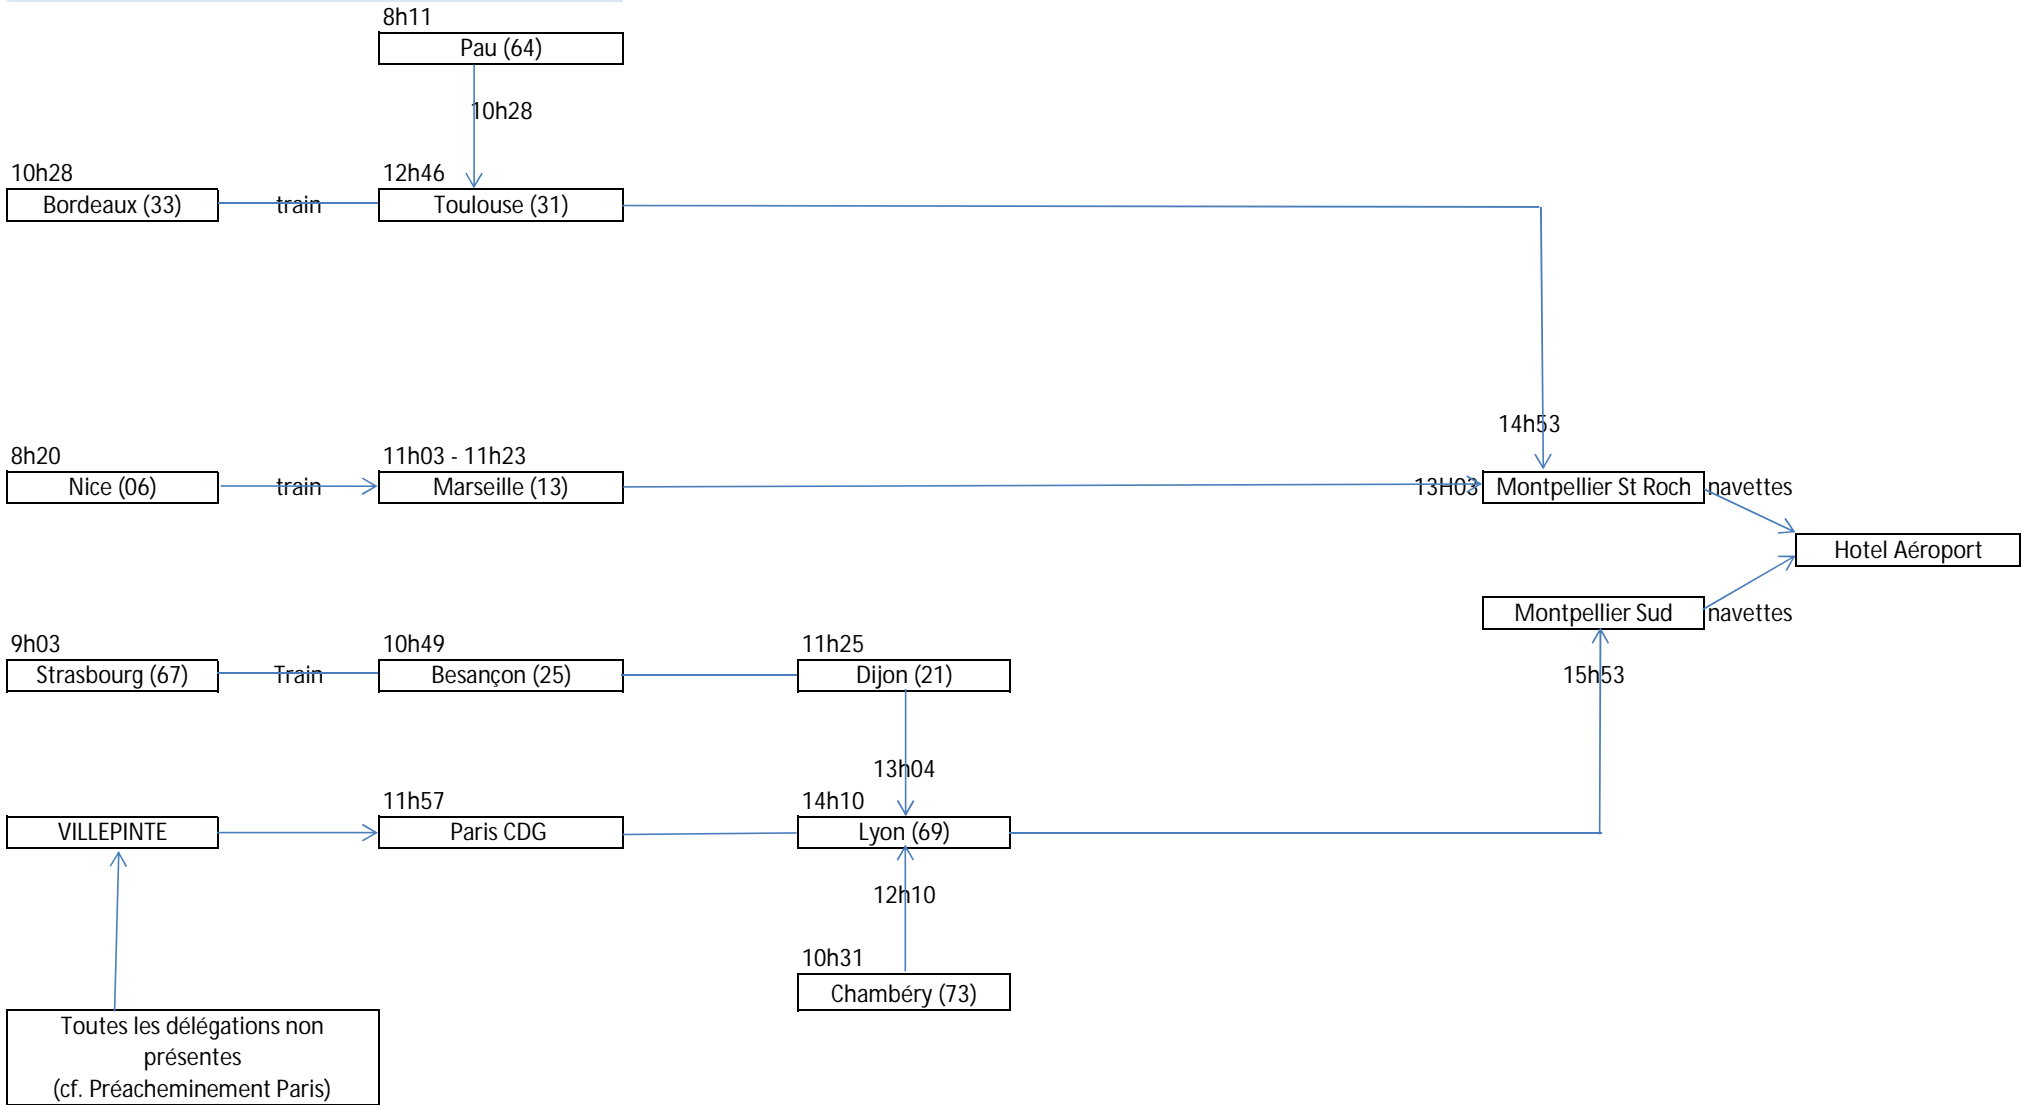 8h11
Pau (64)
10h28
10h28
12h46
Bordeaux (33)
train
Toulouse (31)
14h53
8h20
11h03 - 11h23
Nice (06)
train
Marseille (13)
13H03
Montpellier St Roch
navettes
Hotel Aéroport
Montpellier Sud
navettes
9h03
10h49
11h25
Strasbourg (67)
Train
Besançon (25)
Dijon (21)
15h53
13h04
11h57
14h10
VILLEPINTE
Paris CDG
Lyon (69)
12h10
10h31
Chambéry (73)
Toutes les délégations non
présentes
(cf. Préacheminement Paris)